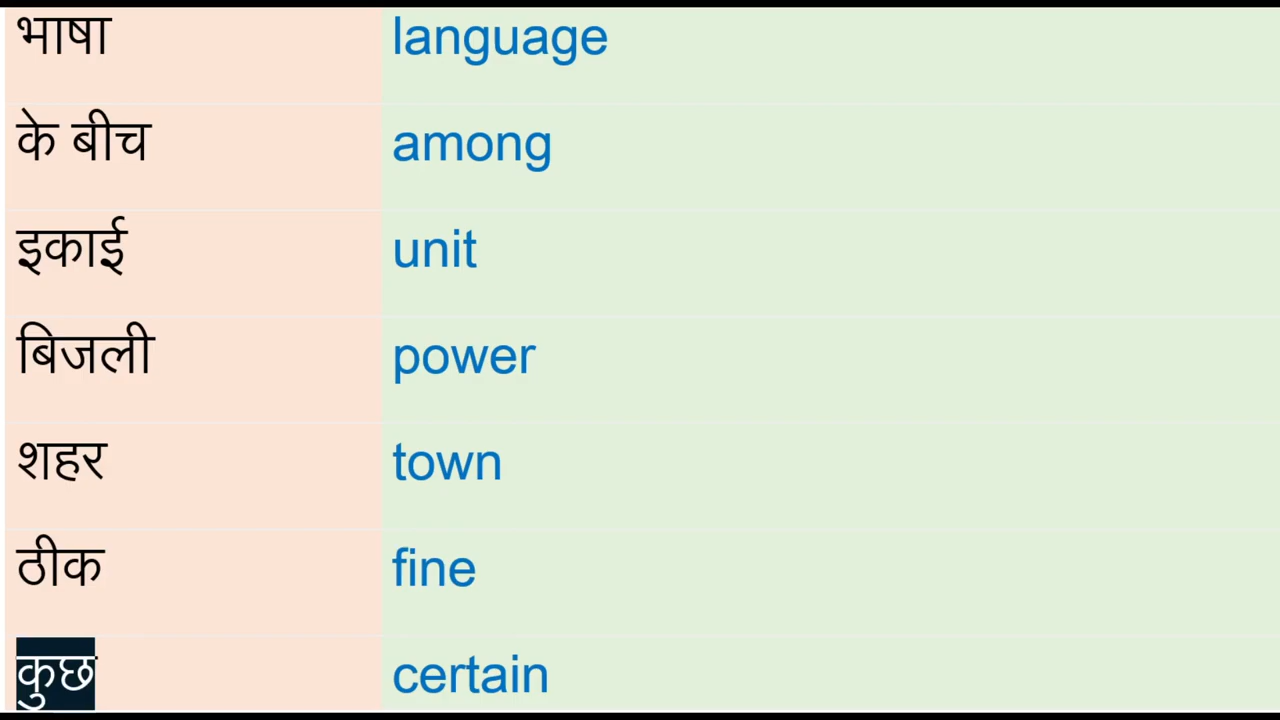 भाषा language
के बीच among
इकाई unit
बिजली power
शहर town
ठीक fine
कुछ certain